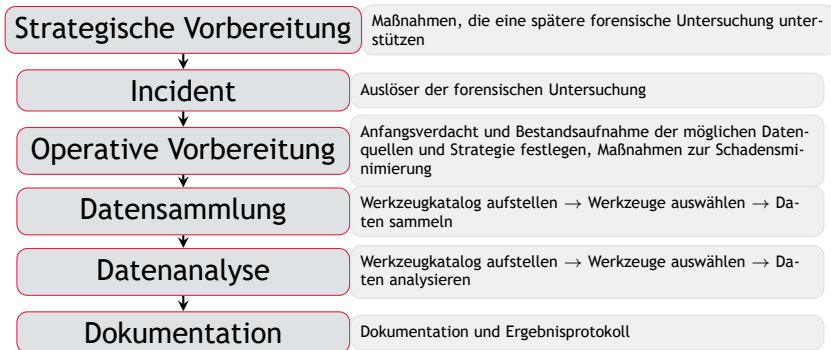 Strategische Vorbereitung
Maßnahmen, die eine spätere forensische Untersuchung unter-
stützen
Incident
Auslöser der forensischen Untersuchung
Operative Vorbereitung
Anfangsverdacht und Bestandsaufnahme der möglichen Daten-
quellen und Strategie festlegen, Maßnahmen zur Schadensmi-
nimierung
Datensammlung
Werkzeugkatalog aufstellen → Werkzeuge auswählen → Da-
ten sammeln
Datenanalyse
Werkzeugkatalog aufstellen → Werkzeuge auswählen → Da-
ten analysieren
Dokumentation
Dokumentation und Ergebnisprotokoll